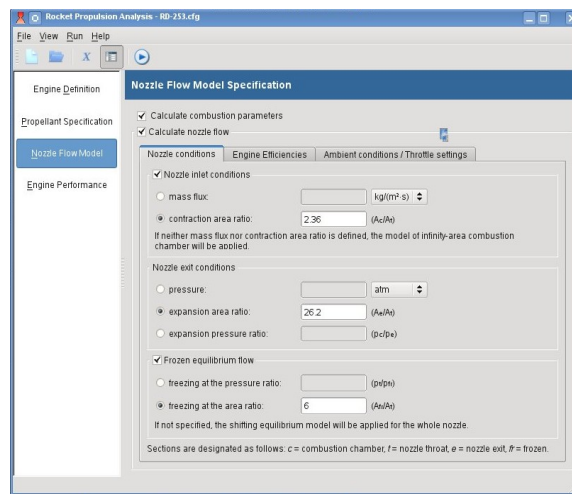 Rocket Propulsion Analysis - RD-253.cfg
File View Run Help
X
Engine Definition
Propellant Specification
Nozzle Flow Model
Engine Performance
Nozzle Flow Model Specification
Calculate combustion parameters
Calculate nozzle flow
Nozzle conditions Engine Efficiencies Ambient conditions / Throttle settings
Nozzle inlet conditions
mass flux: kg/(m²·s)
contraction area ratio: 2.36 (Ac/At)
If neither mass flux nor contraction area ratio is defined, the model of infinity-area combustion
chamber will be applied.
Nozzle exit conditions
pressure: atm
expansion area ratio: 26.2 (Ae/At)
expansion pressure ratio: (pc/pe)
Frozen equilibrium flow
freezing at the pressure ratio: (pt/pfr)
freezing at the area ratio: 6 (Afr/At)
If not specified, the shifting equilibrium model will be applied for the whole nozzle.
Sections are designated as follows: c = combustion chamber, t = nozzle throat, e = nozzle exit, fr = frozen.